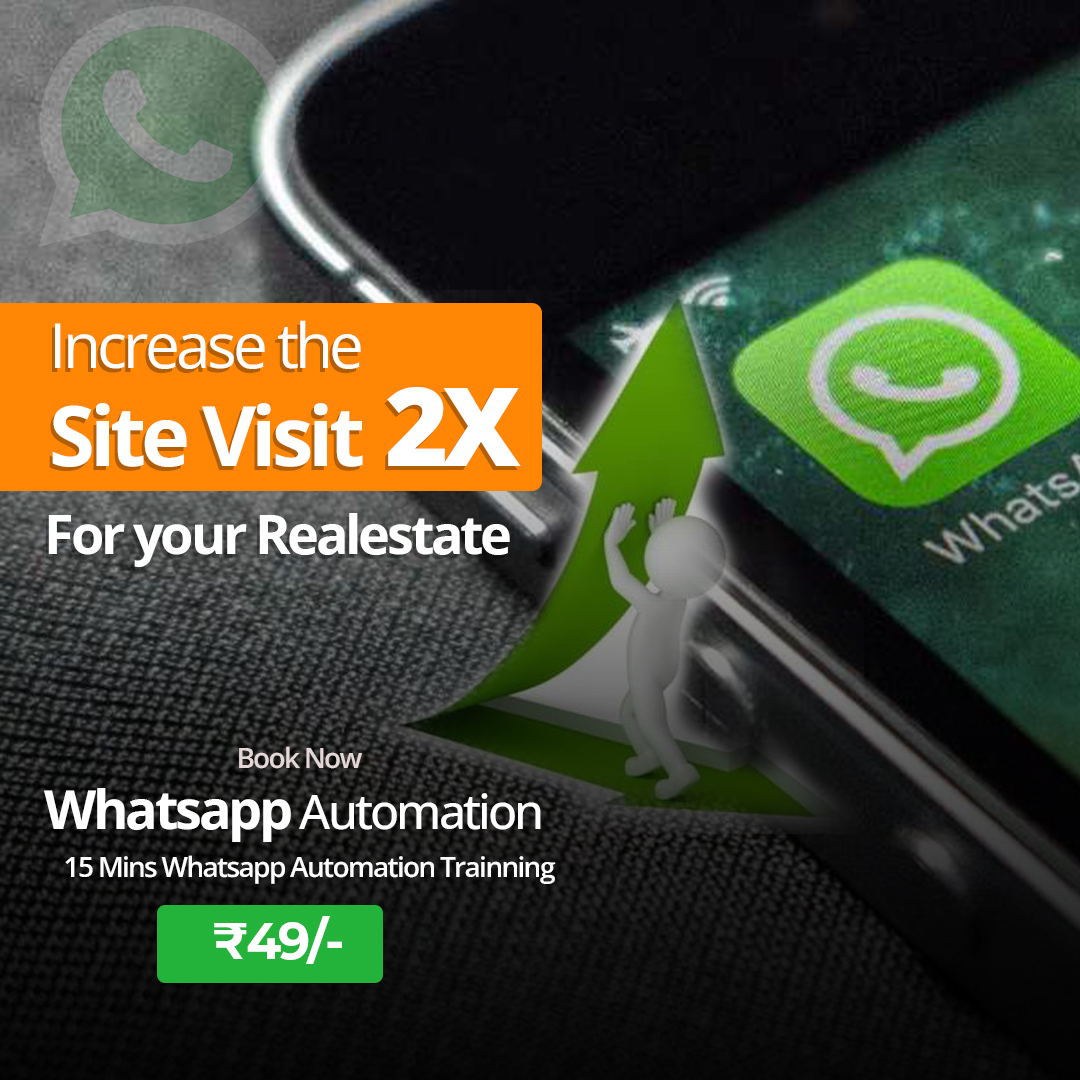 Increase the
Site Visit 2X
For your Realestate
Book Now
Whatsapp Automation
15 Mins Whatsapp Automation Trainning
₹49/-